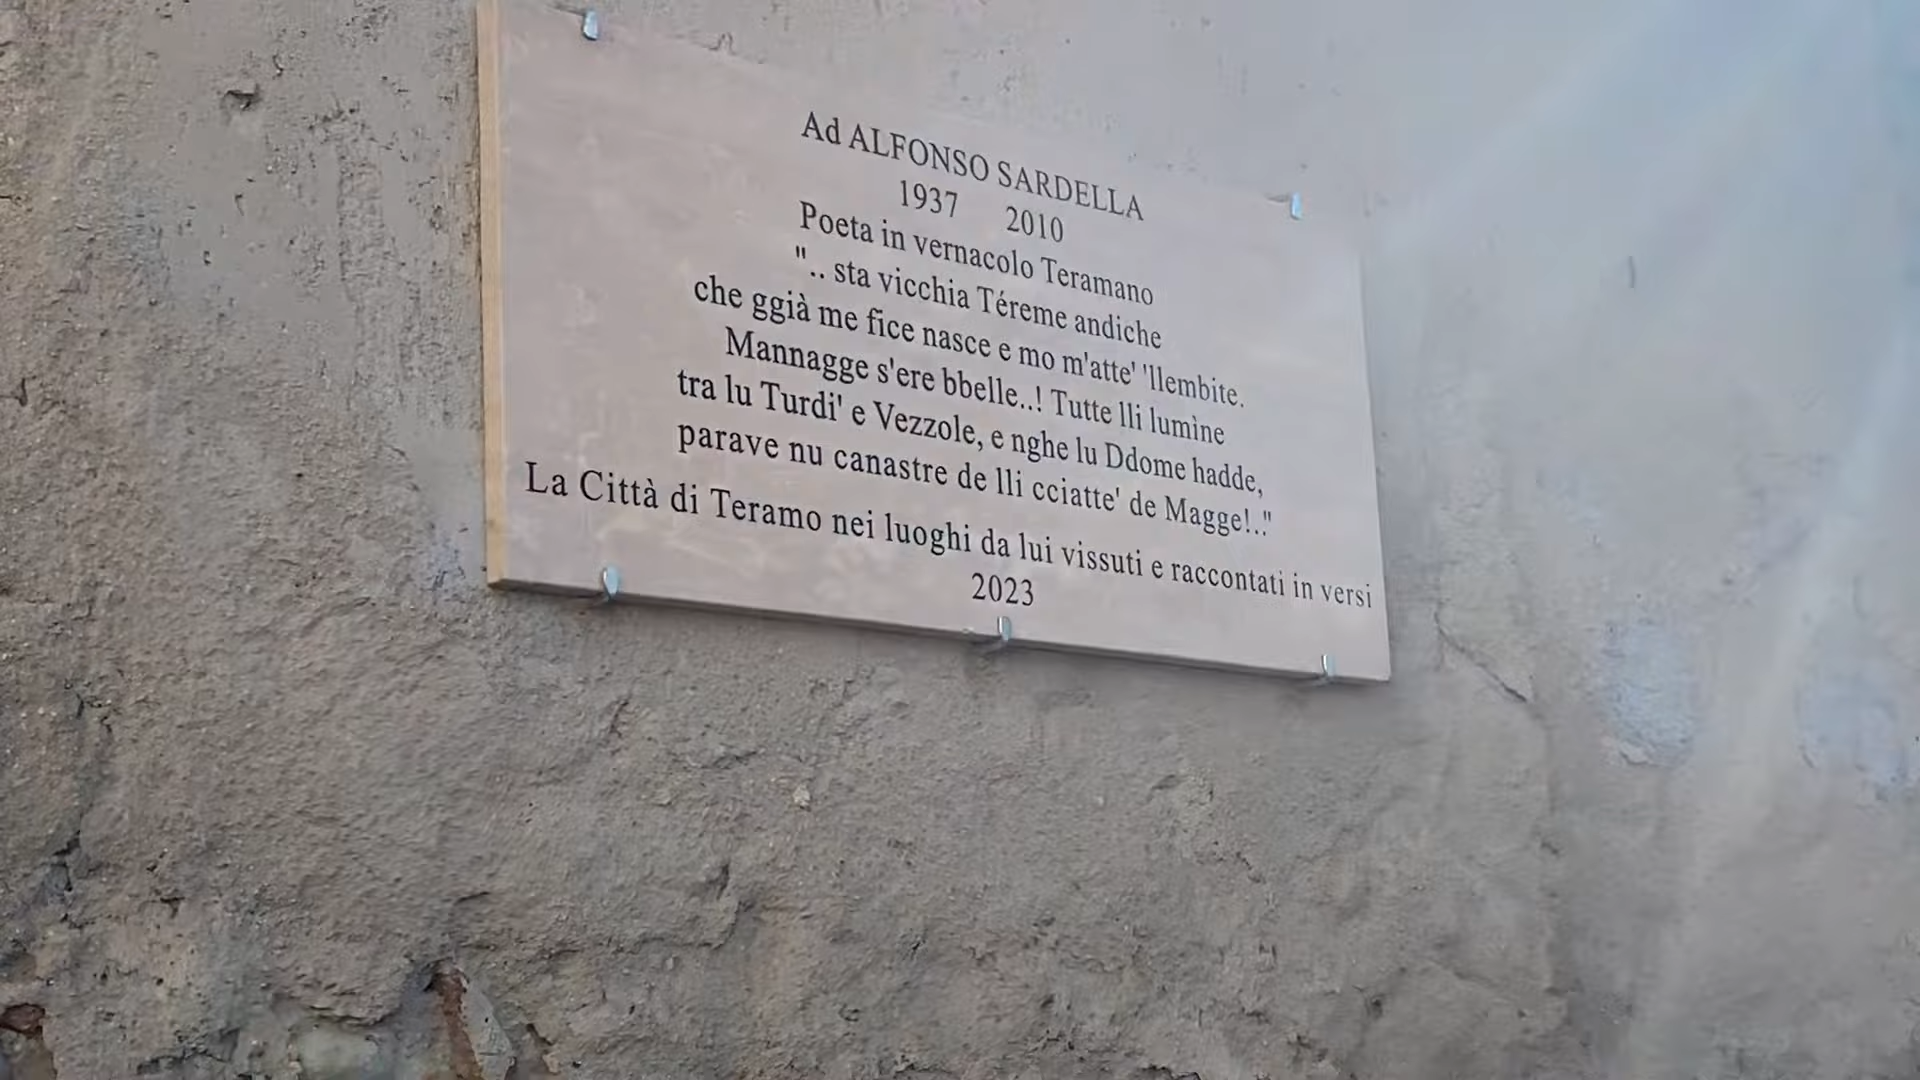 Ad ALFONSO SARDELLA
1937 2010
Poeta in vernacolo Teramano
".. sta vicchia Téreme andiche
che ggià me fice nasce e mo m'atte' 'llembite.
Mannagge s'ere bbelle..! Tutte lli lumìne
tra lu Turdi' e Vezzole, e nghe lu Ddome hadde,
parave nu canastre de lli cciatte' de Magge!.."
La Città di Teramo nei luoghi da lui vissuti e raccontati in versi
2023